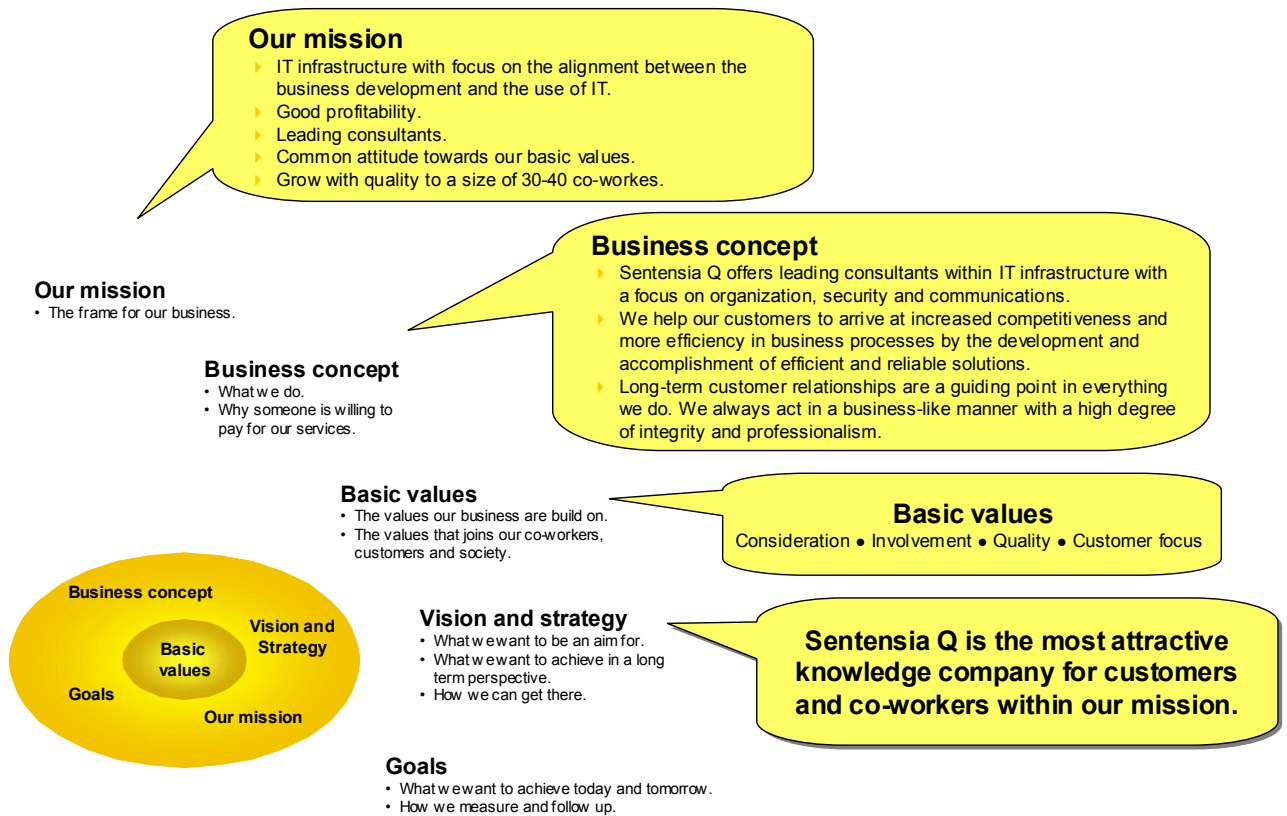 Our mission
IT infrastructure with focus on the alignment between the
business development and the use of IT.
Good profitability.
Leading consultants.
Common attitude towards our basic values.
Grow with quality to a size of 30-40 co-workes.
Business concept
Sentensia Q offers leading consultants within IT infrastructure with
a focus on organization, security and communications.
We help our customers to arrive at increased competitiveness and
more efficiency in business processes by the development and
accomplishment of efficient and reliable solutions.
Long-term customer relationships are a guiding point in everything
we do. We always act in a business-like manner with a high degree
of integrity and professionalism.
Our mission
• The frame for our business.
Business concept
• What we do.
• Why someone is willing to
pay for our services.
Basic values
• The values our business are build on.
• The values that joins our co-workers,
customers and society.
Basic values
Consideration ● Involvement ● Quality ● Customer focus
Vision and strategy
• What we want to be an aim for.
• What we want to achieve in a long
term perspective.
• How we can get there.
Sentensia Q is the most attractive
knowledge company for customers
and co-workers within our mission.
Business concept
Vision and
Strategy
Basic
values
Goals
Our mission
Goals
• What we want to achieve today and tomorrow.
• How we measure and follow up.